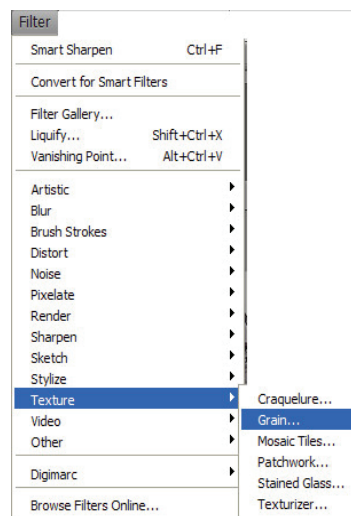 Filter
Smart Sharpen Ctrl+F
Convert for Smart Filters
Filter Gallery...
Liquify... Shift+Ctrl+X
Vanishing Point... Alt+Ctrl+V
Artistic
Blur
Brush Strokes
Distort
Noise
Pixelate
Render
Sharpen
Sketch
Stylize
Texture
Video
Other
Digimarc
Browse Filters Online...
Craquelure...
Grain...
Mosaic Tiles...
Patchwork...
Stained Glass...
Texturizer...